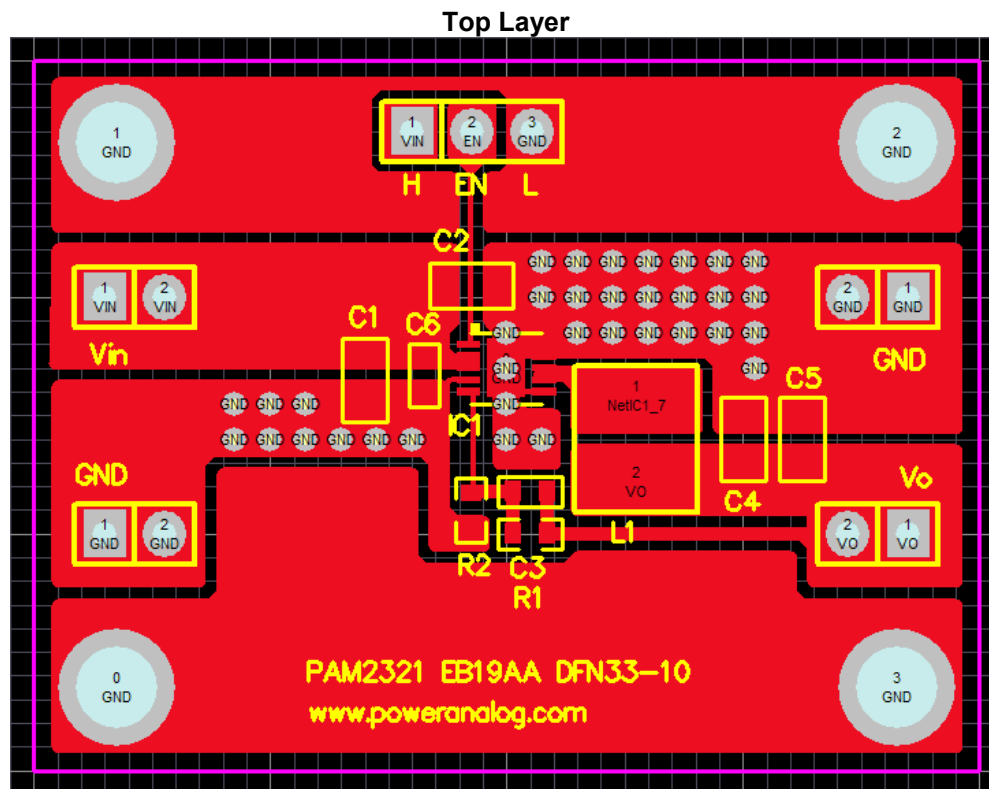 Top Layer
1 GND
1 VIN
2 EN
3 GND
2 GND
H EN L
C2
GND GND GND GND GND GND GND
1 VIN
2 VIN
GND GND GND GND GND GND GND
2 GND
1 GND
C1 C6
GND
GND GND GND GND GND GND
Vin
GND
GND
GND
GND
C5
1
NetIC1_7
GND GND GND
GND
IC1
GND GND GND GND GND GND
GND GND
GND
2
VO
C4
Vo
1 GND
2 GND
2 VO
1 VO
L1
R2 C3
R1
0 GND
PAM2321 EB19AA DFN33-10
3 GND
www.poweranalog.com